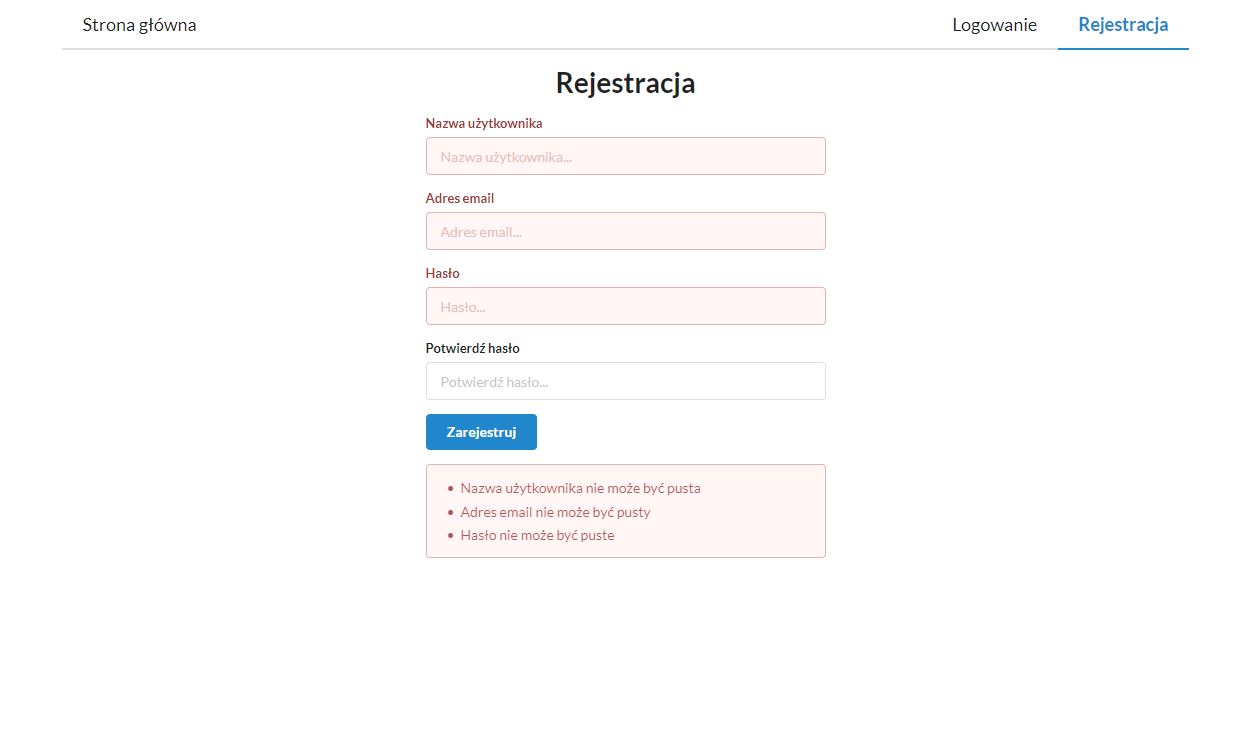 Strona główna Logowanie Rejestracja
Rejestracja
Nazwa użytkownika
Nazwa użytkownika...
Adres email
Adres email...
Hasło
Hasło...
Potwierdź hasło
Potwierdź hasło...
Zarejestruj
• Nazwa użytkownika nie może być pusta
• Adres email nie może być pusty
• Hasło nie może być puste